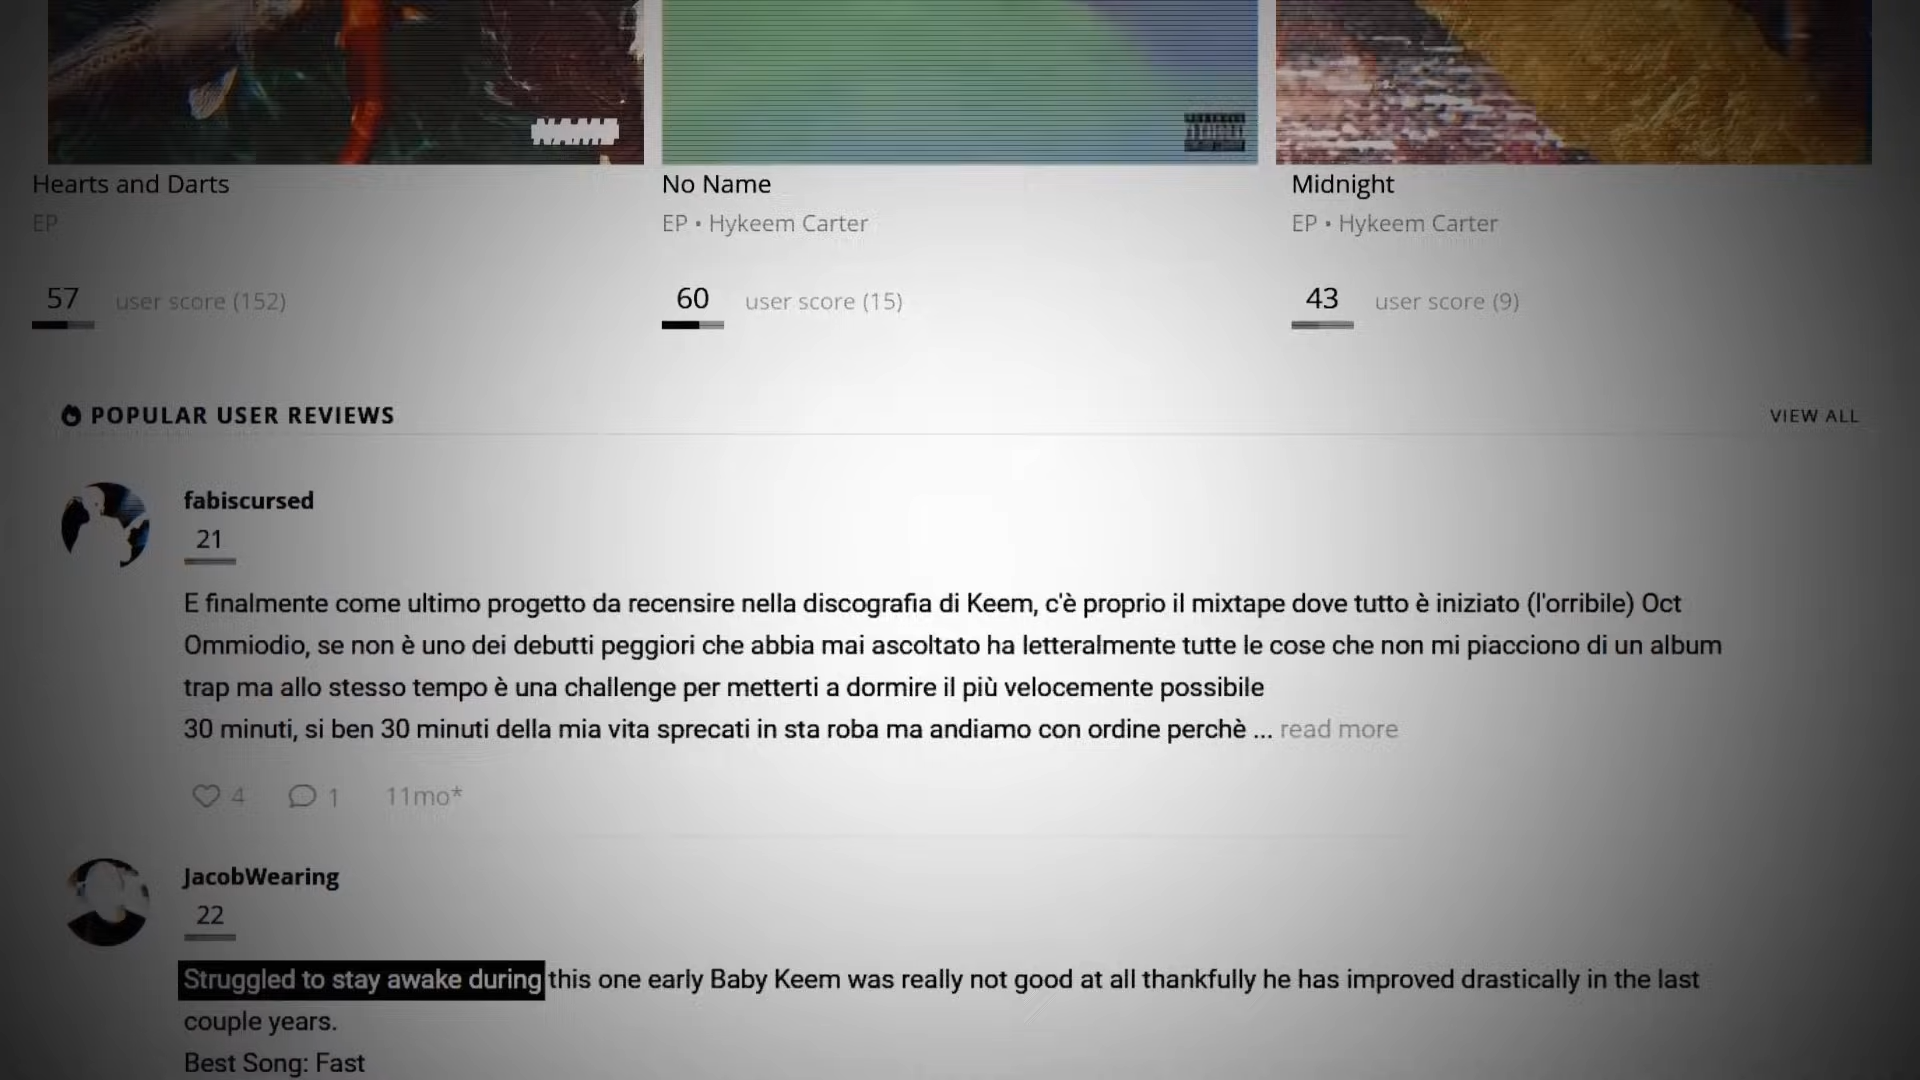 Hearts and Darts
EP
57 user score (152)
No Name
EP • Hykeem Carter
60 user score (15)
Midnight
EP • Hykeem Carter
43 user score (9)
POPULAR USER REVIEWS
VIEW ALL
fabiscursed
21
E finalmente come ultimo progetto da recensire nella discografia di Keem, c'è proprio il mixtape dove tutto è iniziato (l'orribile) Oct
Ommiodio, se non è uno dei debutti peggiori che abbia mai ascoltato ha letteralmente tutte le cose che non mi piacciono di un album
trap ma allo stesso tempo è una challenge per metterti a dormire il più velocemente possibile
30 minuti, si ben 30 minuti della mia vita sprecati in sta roba ma andiamo con ordine perchè ... read more
4 1 11mo*
JacobWearing
22
Struggled to stay awake during this one early Baby Keem was really not good at all thankfully he has improved drastically in the last
couple years.
Best Song: Fast